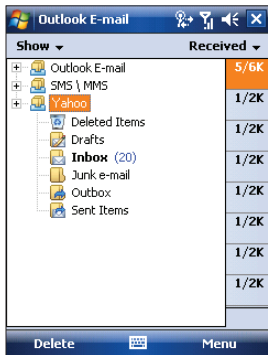 Outlook E-mail
Show Received
Outlook E-mail 5/6K
SMS \ MMS
Yahoo 1/2K
Deleted Items 1/2K
Drafts
Inbox (20) 1/2K
Junk e-mail 1/2K
Outbox
Sent Items 1/2K
1/2K
1/2K
Delete Menu